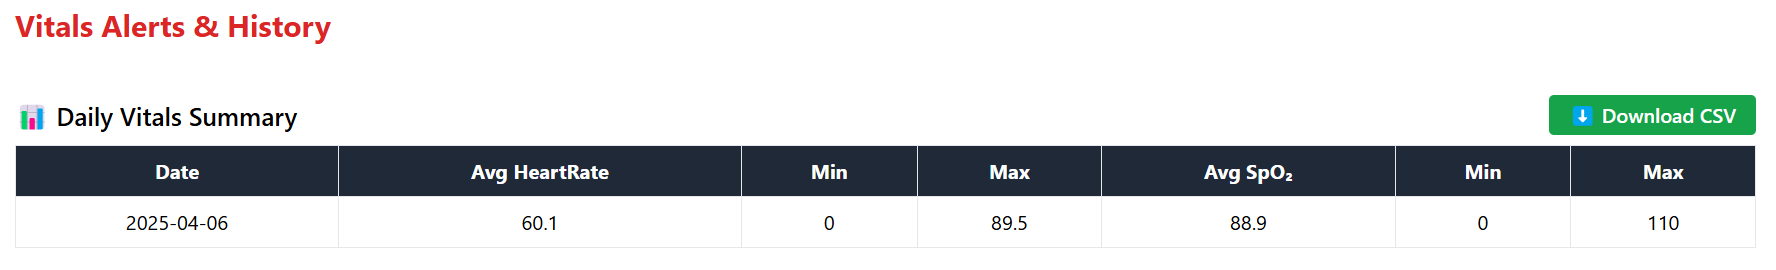 Vitals Alerts & History
Daily Vitals Summary
Download CSV
Date Avg HeartRate Min Max Avg SpO₂ Min Max
2025-04-06 60.1 0 89.5 88.9 0 110